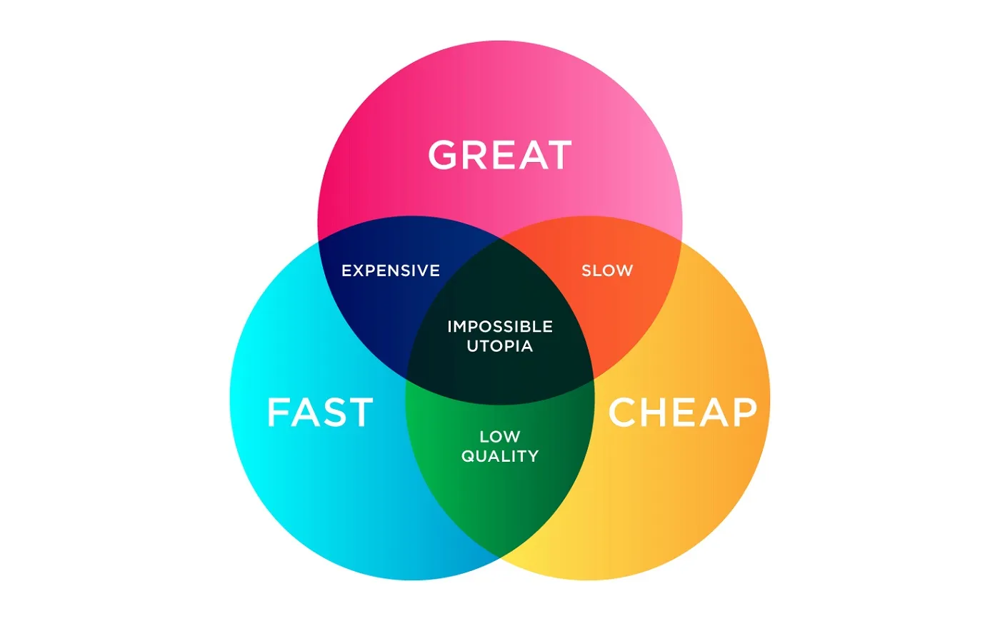 GREAT
EXPENSIVE
SLOW
IMPOSSIBLE
UTOPIA
FAST
CHEAP
LOW
QUALITY